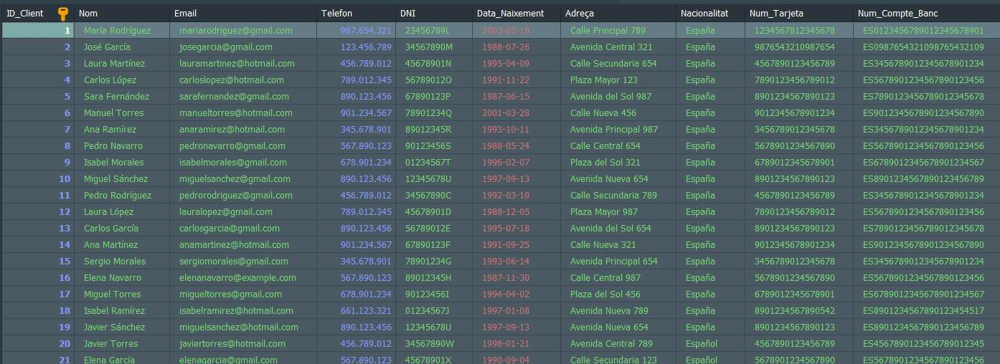 ID_Client Nom Email Telefon DNI Data_Naixement Adreça Nacionalitat Num_Tarjeta Num_Compte_Banc
1 María Rodríguez mariarodriguez@gmail.com 987.654.321 23456789L 2003-02-18 Calle Principal 789 España 1234567812345678 ES0123456789012345678901
2 José García josegarcia@gmail.com 123.456.789 34567890M 1988-07-26 Avenida Central 321 España 9876543210987654 ES0987654321098765432109
3 Laura Martínez lauramartinez@hotmail.com 456.789.012 45678901N 1995-04-09 Calle Secundaria 654 España 4567890123456789 ES3456789012345678901234
4 Carlos López carloslopez@hotmail.com 789.012.345 56789012O 1991-11-22 Plaza Mayor 123 España 7890123456789012 ES5678901234567890123456
5 Sara Fernández sarafernandez@gmail.com 890.123.456 67890123P 1987-06-15 Avenida del Sol 987 España 8901234567890123 ES7890123456789012345678
6 Manuel Torres manueltorres@hotmail.com 901.234.567 78901234Q 2001-03-28 Calle Nueva 456 España 9012345678901234 ES9012345678901234567890
7 Ana Ramírez anaramirez@hotmail.com 345.678.901 89012345R 1993-10-11 Avenida Principal 987 España 3456789012345678 ES3456789012345678901234
8 Pedro Navarro pedronavarro@gmail.com 567.890.123 90123456S 1988-05-24 Calle Central 654 España 5678901234567890 ES5678901234567890123456
9 Isabel Morales isabelmorales@gmail.com 678.901.234 01234567T 1996-02-07 Plaza del Sol 321 España 6789012345678901 ES6789012345678901234567
10 Miguel Sánchez miguelsanchez@gmail.com 890.123.456 12345678U 1997-09-13 Avenida Nueva 654 España 8901234567890123 ES8901234567890123456789
11 Pedro Rodríguez pedrorodriguez@gmail.com 456.789.012 34567890C 1992-03-10 Calle Secundaria 789 España 4567890123456789 ES3456789012345678901234
12 Laura López lauralopez@gmail.com 789.012.345 45678901D 1988-12-05 Plaza Mayor 987 España 7890123456789012 ES5678901234567890123456
13 Carlos García carlosgarcia@gmail.com 890.123.456 56789012E 1995-07-18 Avenida del Sol 654 España 8901234567890123 ES7890123456789012345678
14 Ana Martínez anamartinez@hotmail.com 901.234.567 67890123F 1991-09-25 Calle Nueva 321 España 9012345678901234 ES9012345678901234567890
15 Sergio Morales sergiomorales@gmail.com 345.678.901 78901234G 1993-06-14 Avenida Principal 654 España 3456789012345678 ES3456789012345678901234
16 Elena Navarro elenanavarro@example.com 567.890.123 89012345H 1987-11-30 Calle Central 987 España 5678901234567890 ES5678901234567890123456
17 Miguel Torres migueltorres@gmail.com 678.901.234 90123456I 1994-04-02 Plaza del Sol 456 España 6789012345678901 ES6789012345678901234567
18 Isabel Ramírez isabelramirez@hotmail.com 661.123.321 01234567J 1997-01-08 Avenida Nueva 789 España 8901234567890542 ES8901234567890123454517
19 Javier Sánchez miguelsanchez@hotmail.com 890.123.456 12345678U 1997-09-13 Avenida Nueva 654 España 8901234567890123 ES8901234567890123456789
20 Javier Torres javiertorres@hotmail.com 456.789.012 34567890W 1998-01-21 Avenida Central 789 Español 4567890123456789 ES4567890123456789012345
21 Elena García elenagarcia@gmail.com 567.890.123 45678901X 1990-09-04 Calle Secundaria 123 Español 5678901234567890 ES5678901234567890123456